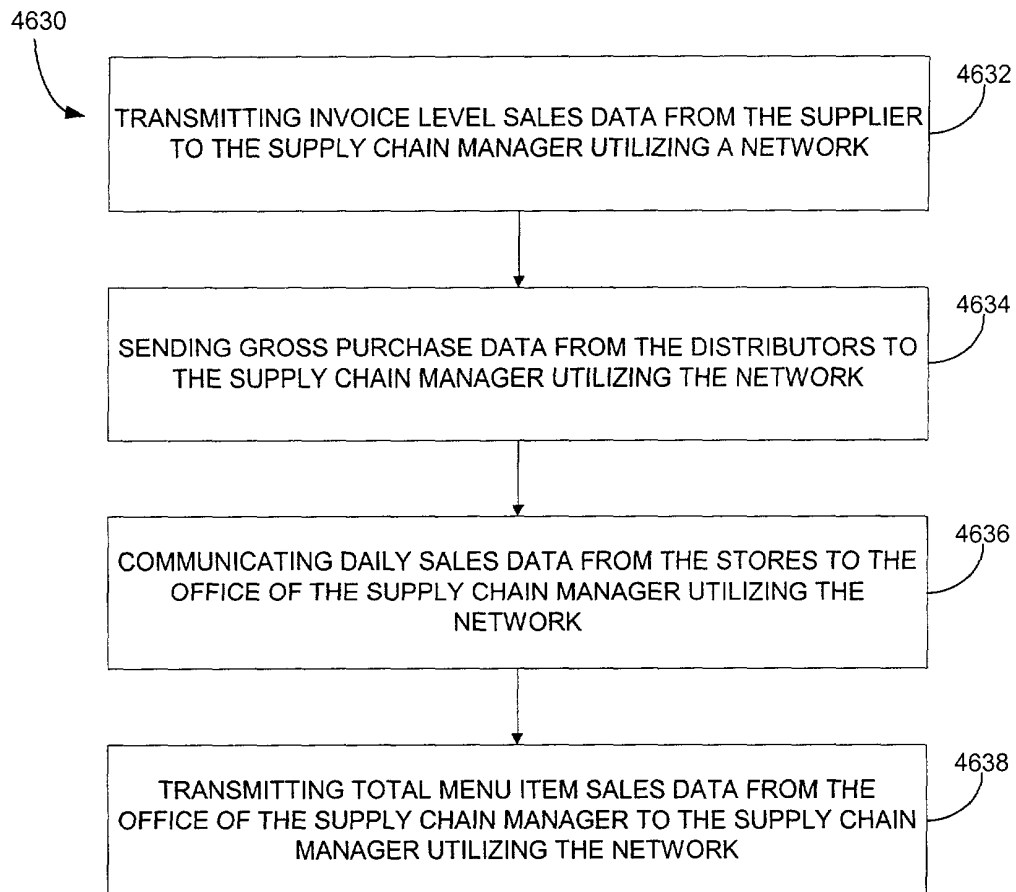 4630
4632
TRANSMITTING INVOICE LEVEL SALES DATA FROM THE SUPPLIER
TO THE SUPPLY CHAIN MANAGER UTILIZING A NETWORK
4634
SENDING GROSS PURCHASE DATA FROM THE DISTRIBUTORS TO
THE SUPPLY CHAIN MANAGER UTILIZING THE NETWORK
4636
COMMUNICATING DAILY SALES DATA FROM THE STORES TO THE
OFFICE OF THE SUPPLY CHAIN MANAGER UTILIZING THE
NETWORK
4638
TRANSMITTING TOTAL MENU ITEM SALES DATA FROM THE
OFFICE OF THE SUPPLY CHAIN MANAGER TO THE SUPPLY CHAIN
MANAGER UTILIZING THE NETWORK